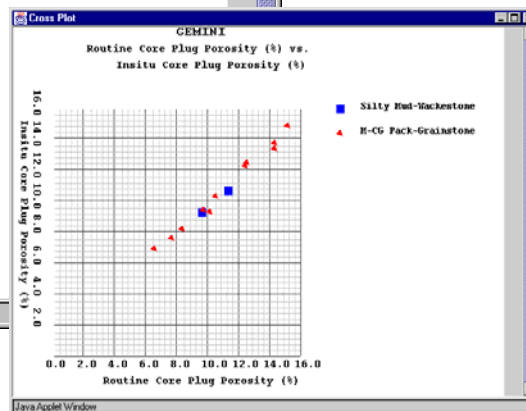 Cross Plot
GEMINI
Routine Core Plug Porosity (%) vs.
Insitu Core Plug Porosity (%)
Silty Mud-Wackestone
M-CG Pack-Grainstone
Insitu Core Plug Porosity (%)
16.0
14.0
12.0
10.0
8.0
6.0
4.0
2.0
0.0 2.0 4.0 6.0 8.0 10.0 12.0 14.0 16.0
Routine Core Plug Porosity (%)
Java Applet Window